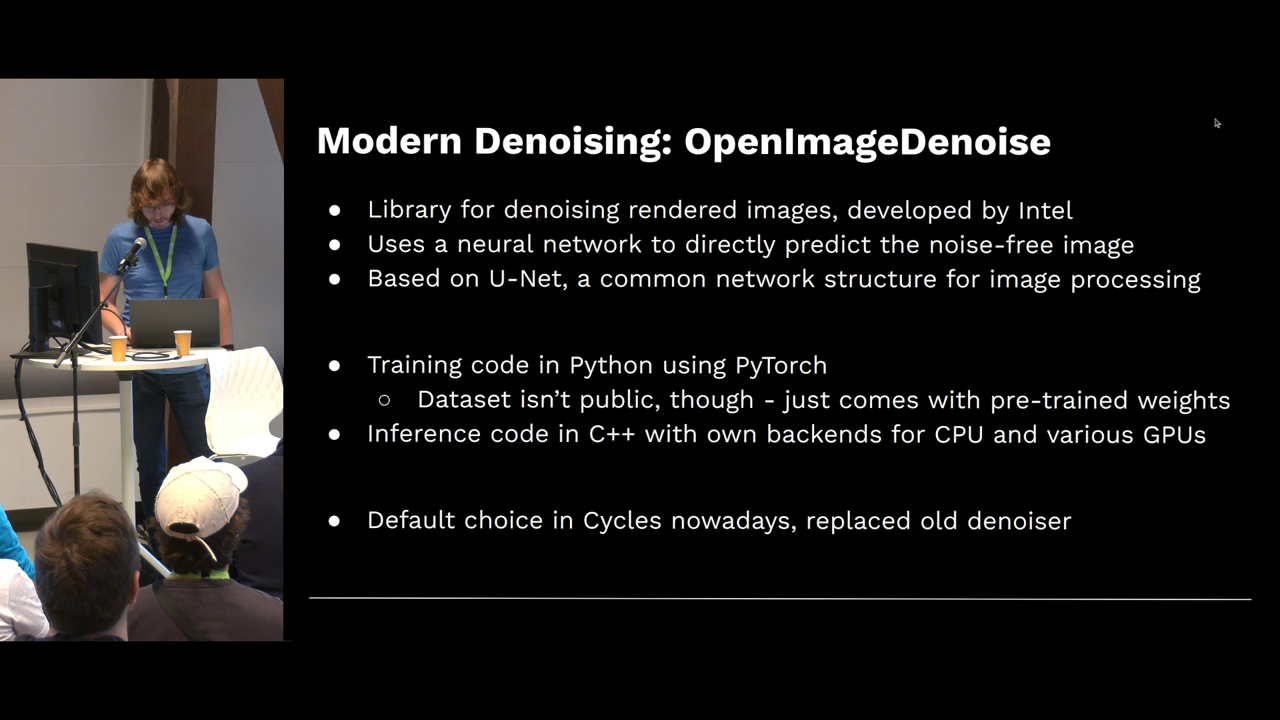 Modern Denoising: OpenImageDenoise
● Library for denoising rendered images, developed by Intel
● Uses a neural network to directly predict the noise-free image
● Based on U-Net, a common network structure for image processing
● Training code in Python using PyTorch
○ Dataset isn’t public, though - just comes with pre-trained weights
● Inference code in C++ with own backends for CPU and various GPUs
● Default choice in Cycles nowadays, replaced old denoiser